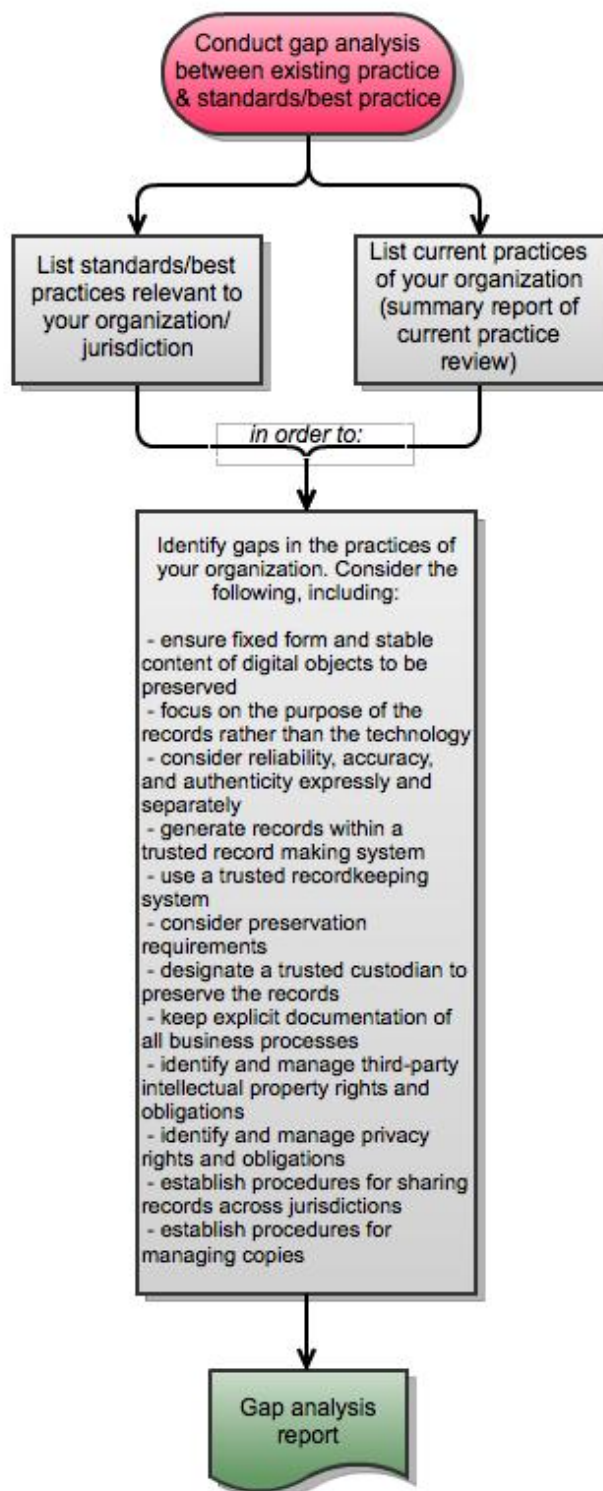 Conduct gap analysis
between existing practice
& standards/best practice
List standards/best
practices relevant to
your organization/
jurisdiction
List current practices
of your organization
(summary report of
current practice
review)
in order to:
Identify gaps in the practices of
your organization. Consider the
following, including:
- ensure fixed form and stable
content of digital objects to be
preserved
- focus on the purpose of the
records rather than the technology
- consider reliability, accuracy,
and authenticity expressly and
separately
- generate records within a
trusted record making system
- use a trusted recordkeeping
system
- consider preservation
requirements
- designate a trusted custodian to
preserve the records
- keep explicit documentation of
all business processes
- identify and manage third-party
intellectual property rights and
obligations
- identify and manage privacy
rights and obligations
- establish procedures for sharing
records across jurisdictions
- establish procedures for
managing copies
Gap analysis
report